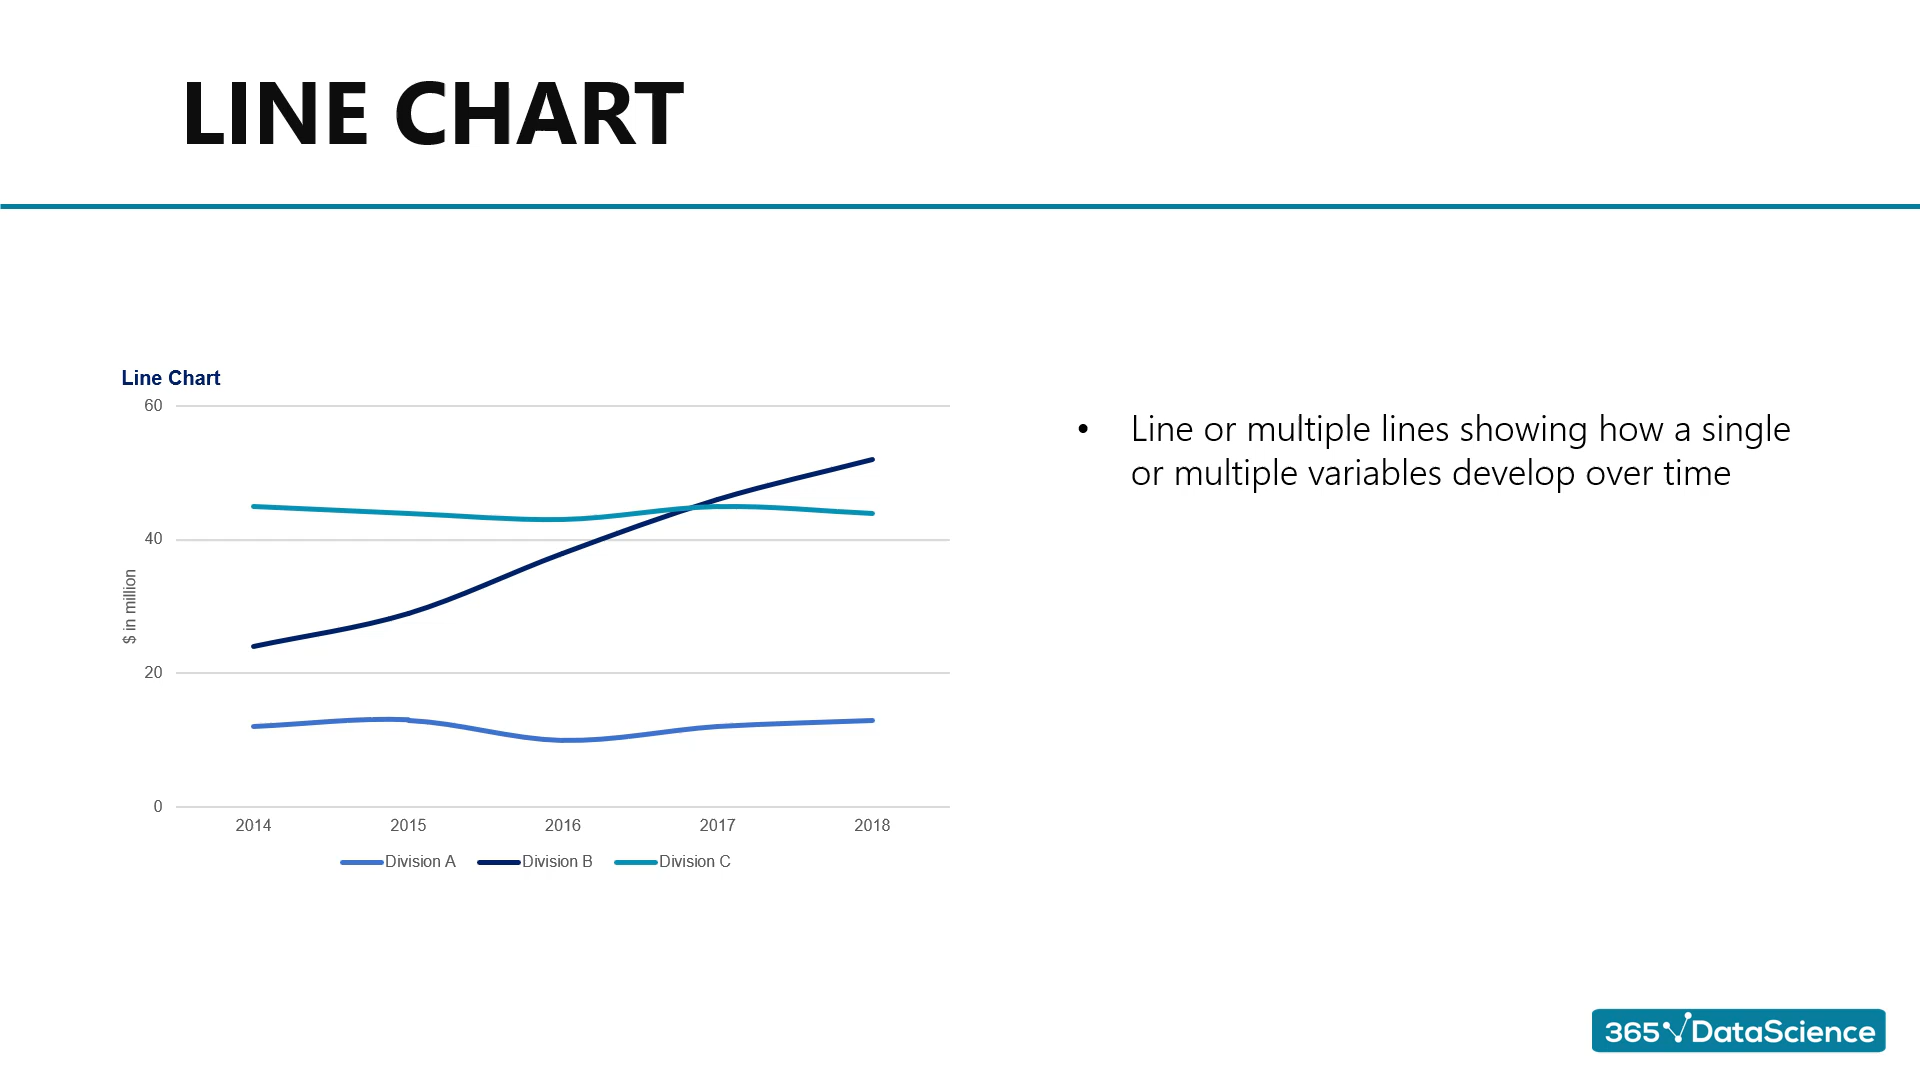 LINE CHART
Line Chart
60
40
20
0
$ in million
2014 2015 2016 2017 2018
Division A Division B Division C
• Line or multiple lines showing how a single
or multiple variables develop over time
365 DataScience